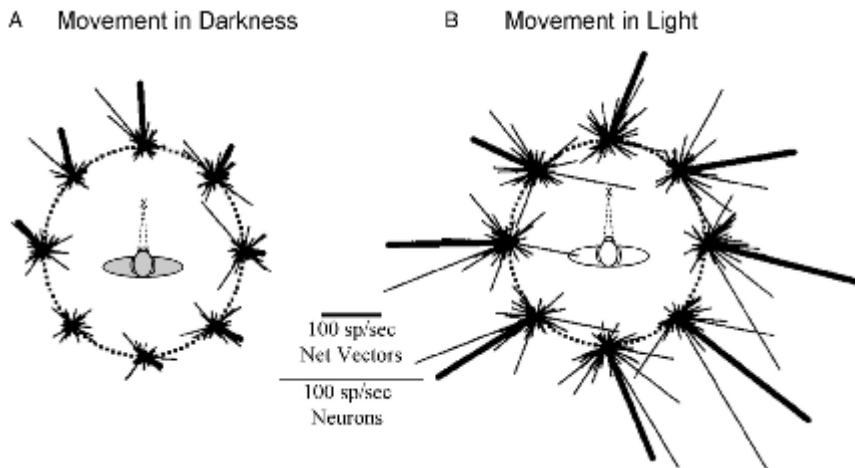 A Movement in Darkness
B Movement in Light
100 sp/sec
Net Vectors
100 sp/sec
Neurons